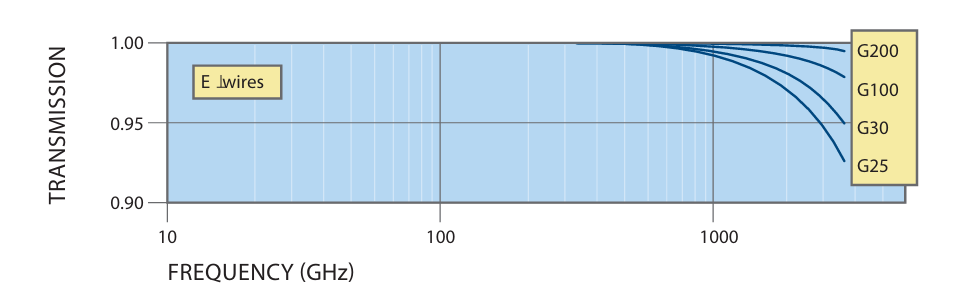 TRANSMISSION
1.00
0.95
0.90
E ⊥wires
G200
G100
G30
G25
10
100
1000
FREQUENCY (GHz)